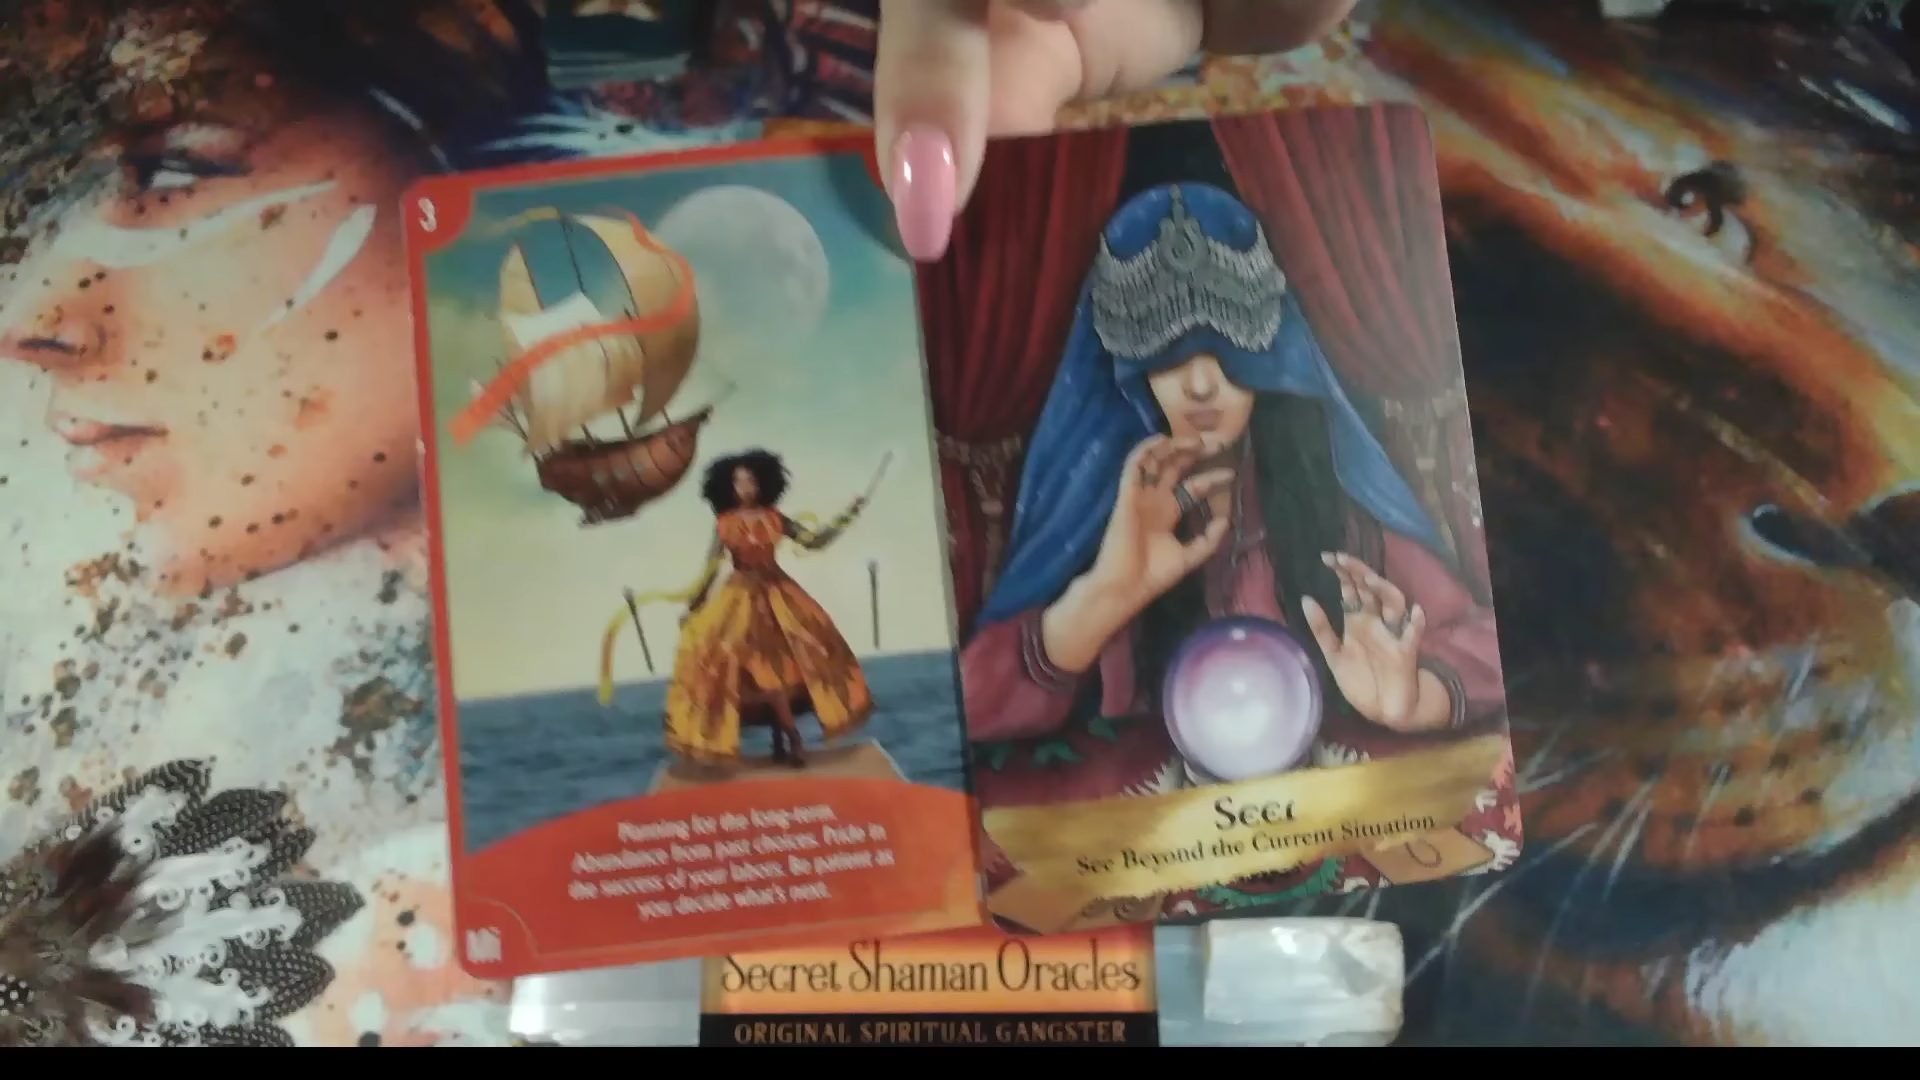 3
Planning for the long-term.
Abundance from past choices. Pride in
the success of your labors. Be patient as
you decide what's next.
Seer
See Beyond the Current Situation
Secret Shaman Oracles
ORIGINAL SPIRITUAL GANGSTER